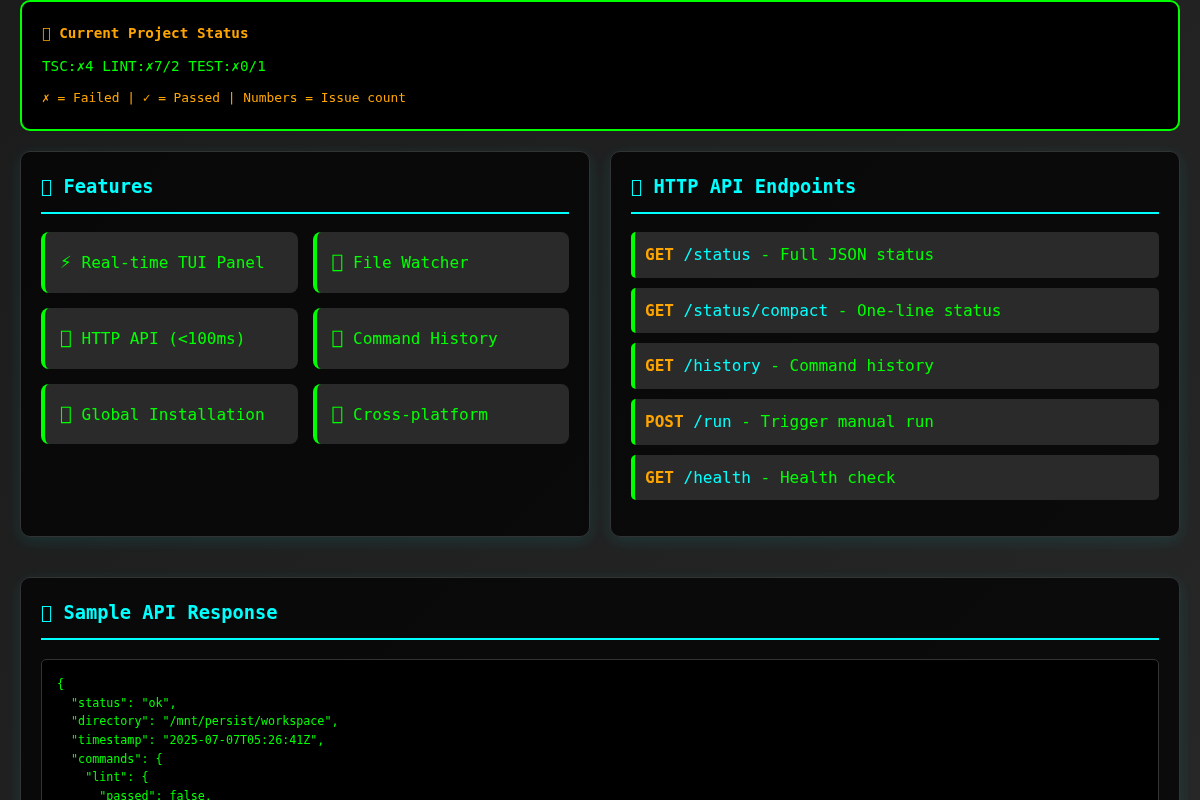 Current Project Status
TSC:✗4 LINT:✗7/2 TEST:✗0/1
✗ = Failed | ✓ = Passed | Numbers = Issue count
Features
⚡ Real-time TUI Panel
File Watcher
HTTP API (<100ms)
Command History
Global Installation
Cross-platform
HTTP API Endpoints
GET /status - Full JSON status
GET /status/compact - One-line status
GET /history - Command history
POST /run - Trigger manual run
GET /health - Health check
Sample API Response
{
  "status": "ok",
  "directory": "/mnt/persist/workspace",
  "timestamp": "2025-07-07T05:26:41Z",
  "commands": {
    "lint": {
      "passed": false,